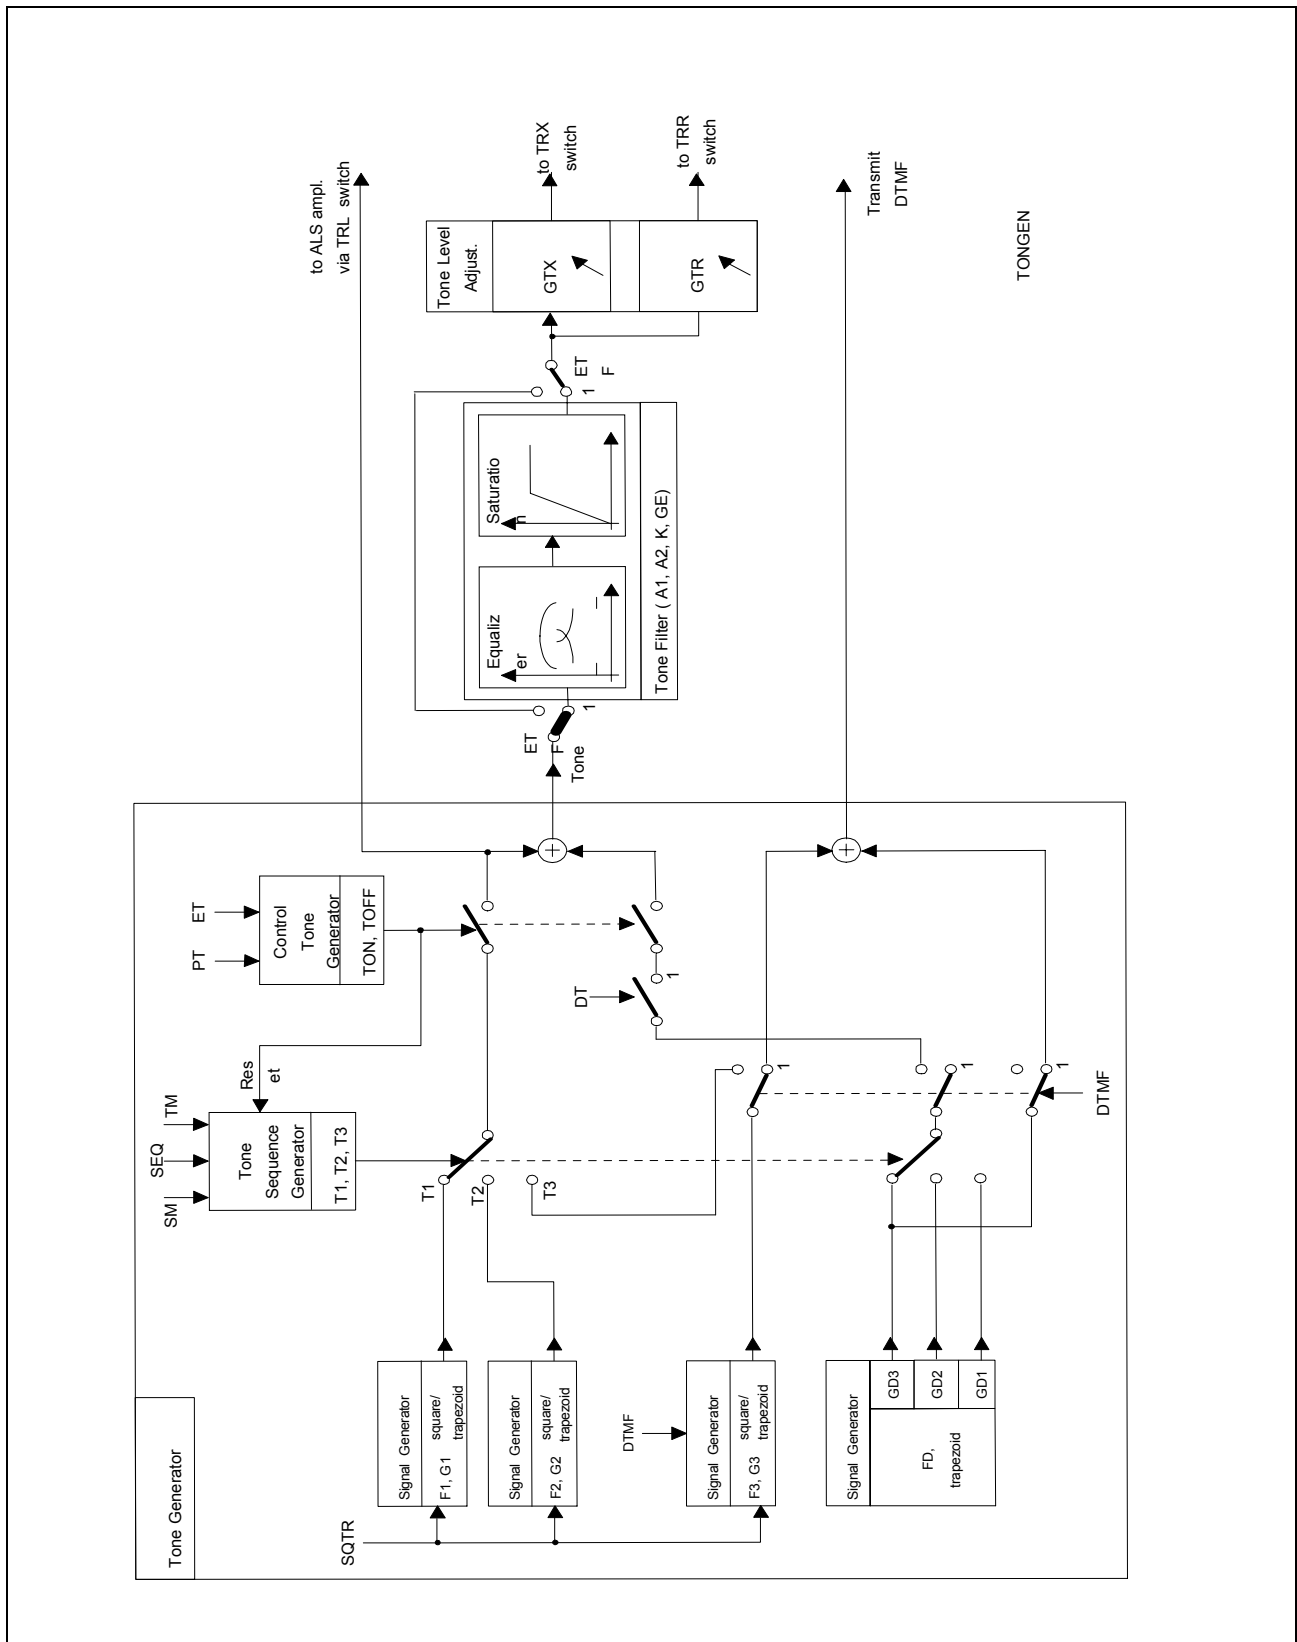 Tone Generator
SQTR
Signal Generator
F1, G1
square/
trapezoid
Signal Generator
F2, G2
square/
trapezoid
DTMF
Signal Generator
F3, G3
square/
trapezoid
Signal Generator
FD,
trapezoid
GD3
GD2
GD1
SM
SEQ
TM
Tone
Sequence
Generator
T1, T2, T3
Res
et
T1
T2
T3
PT
ET
Control
Tone
Generator
TON, TOFF
DT
1
1
1
1
DTMF
ET
F
Tone
1
Equaliz
er
Saturatio
n
Tone Filter ( A1, A2, K, GE)
1
ET
F
Tone Level
Adjust.
GTX
GTR
to ALS ampl.
via TRL switch
to TRX
switch
to TRR
switch
Transmit
DTMF
TONGEN